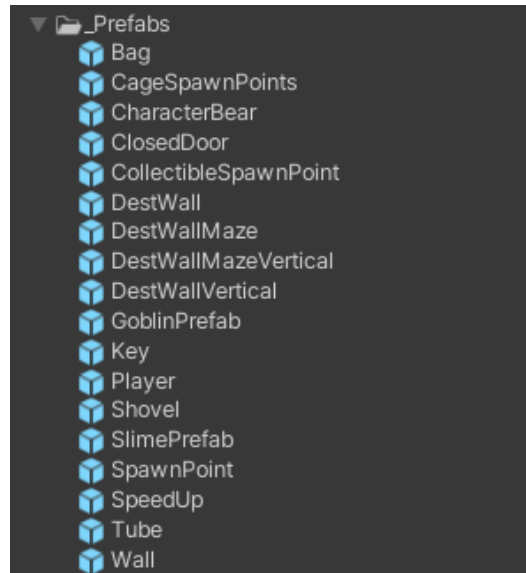 _Prefabs
Bag
CageSpawnPoints
CharacterBear
ClosedDoor
CollectibleSpawnPoint
DestWall
DestWallMaze
DestWallMazeVertical
DestWallVertical
GoblinPrefab
Key
Player
Shovel
SlimePrefab
SpawnPoint
SpeedUp
Tube
Wall